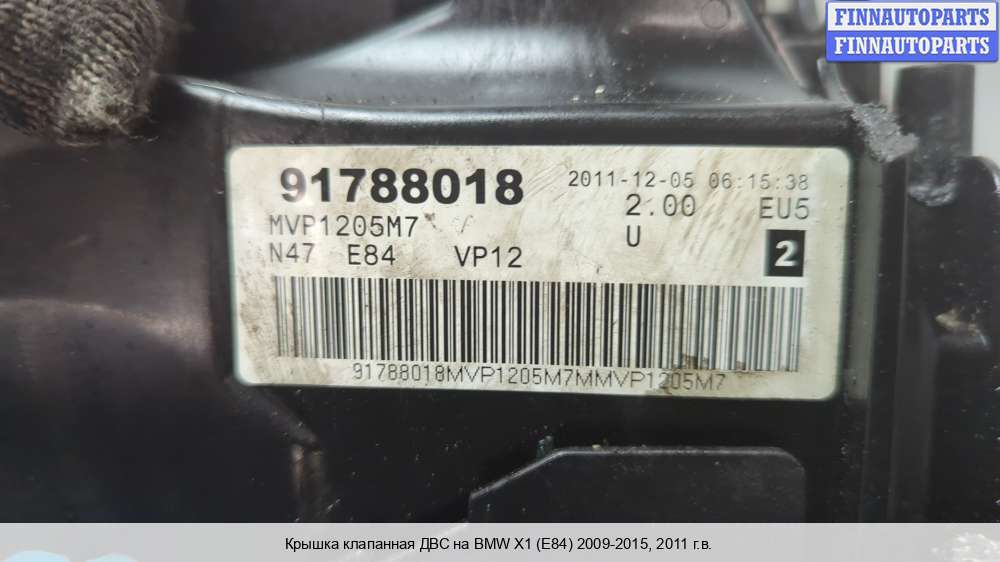 FINNAUTOPARTS
FINNAUTOPARTS
91788018 2011-12-05 06:15:38
MVP1205M7 2.00 EU5
N47 E84 VP12 U 2
91788018MVP1205M7MMVP1205M7
Крышка клапанная ДВС на BMW X1 (E84) 2009-2015, 2011 г.в.